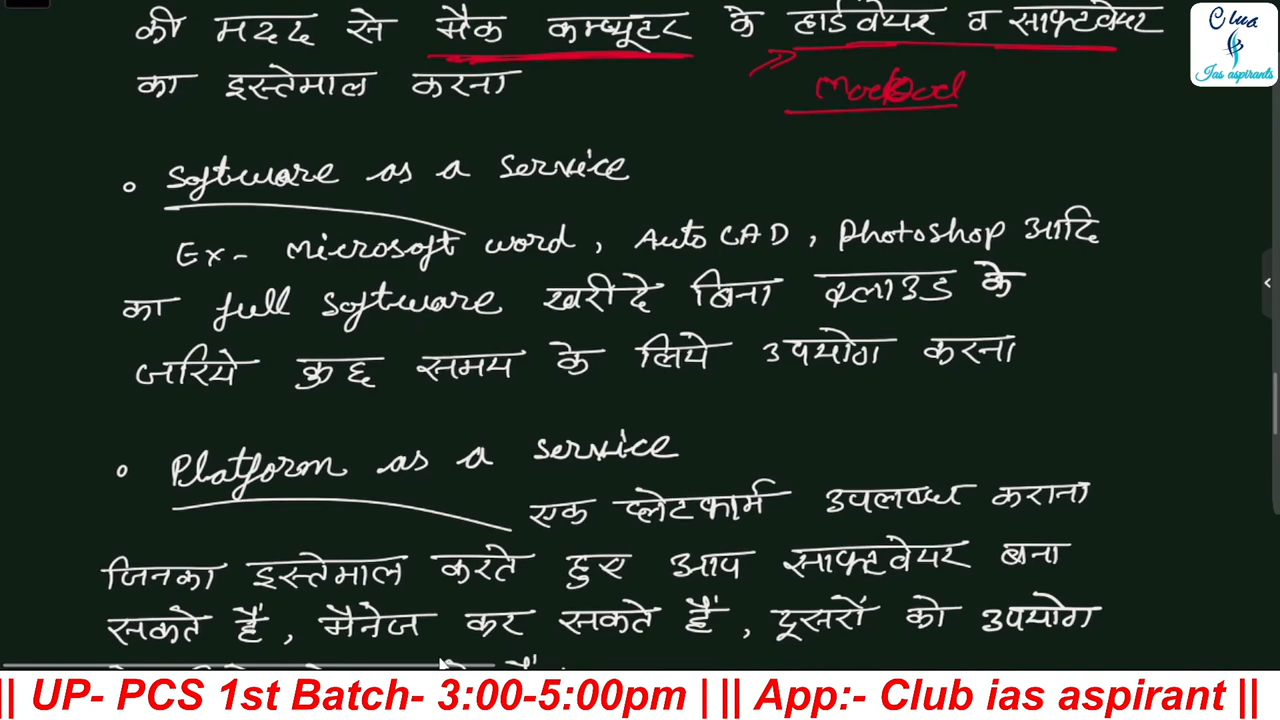 की मदद से मैक कम्प्यूटर के हार्डवेयर व साफ्टवेयर
का इस्तेमाल करना
• Software as a service
Ex- Microsoft word, AutoCAD, Photoshop आदि
का full software खरीदे बिना क्लाउड के
जरिये कुछ समय के लिये उपयोग करना
• Platform as a service
एक प्लेटफार्म उपलब्ध कराना
जिनका इस्तेमाल करते हुए आप साफ्टवेयर बना
सकते हैं, मैनेज कर सकते हैं, दूसरों को उपयोग
Club
Ias aspirants
|| UP- PCS 1st Batch- 3:00-5:00pm | || App:- Club ias aspirant ||